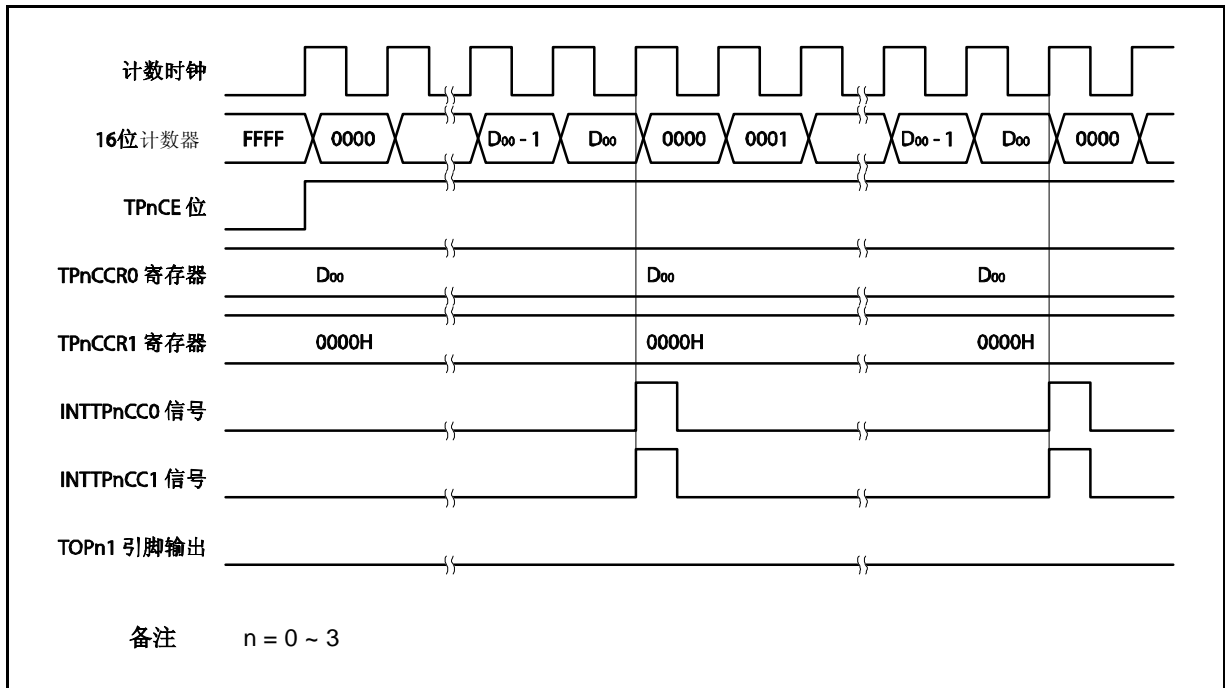 计数时钟
16位计数器 FFFF 0000 D00 - 1 D00 0000 0001 D00 - 1 D00 0000
TPnCE 位
TPnCCR0 寄存器 D00 D00 D00
TPnCCR1 寄存器 0000H 0000H 0000H
INTTPnCC0 信号
INTTPnCC1 信号
TOPn1 引脚输出
备注 n = 0 ~ 3